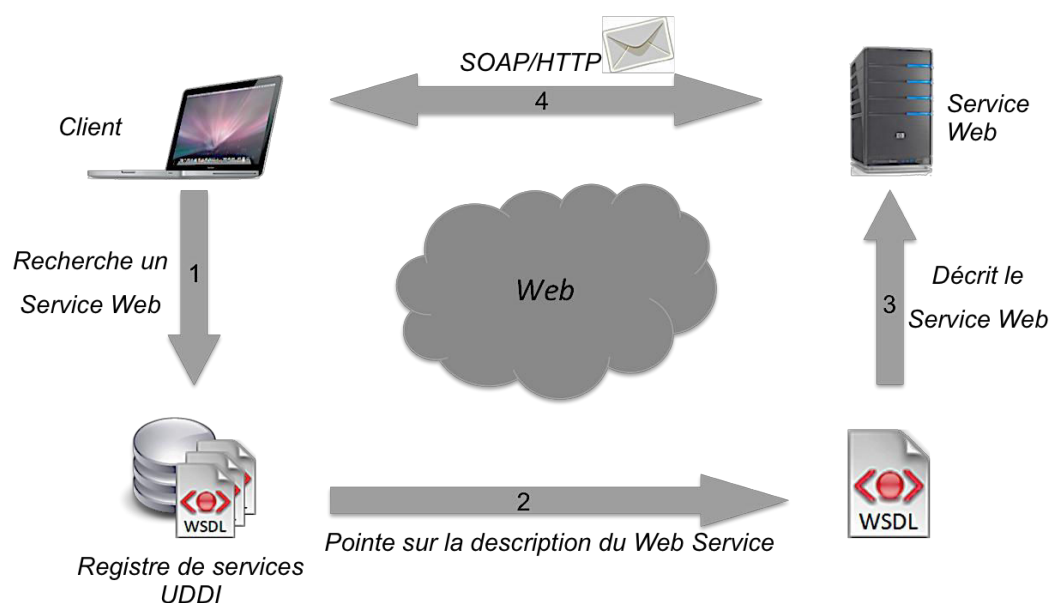 SOAP/HTTP
4
Client
Service
Web
Recherche un
Service Web
1
Web
3
Décrit le
Service Web
WSDL
Registre de services
UDDI
2
Pointe sur la description du Web Service
WSDL